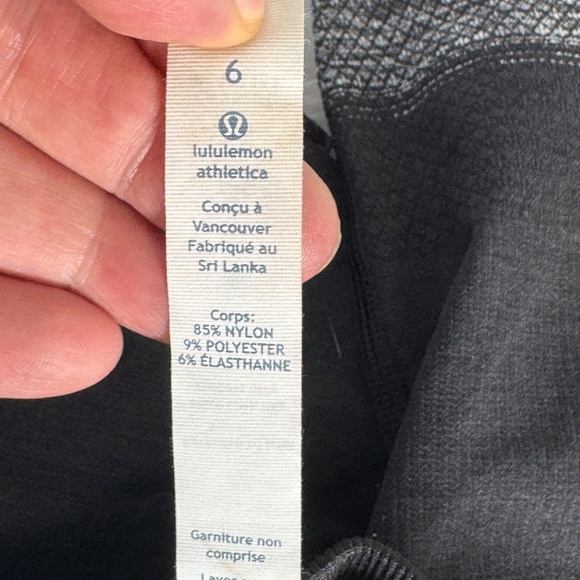 6
lululemon
athletica
Conçu à
Vancouver
Fabriqué au
Sri Lanka
Corps:
85% NYLON
9% POLYESTER
6% ÉLASTHANNE
Garniture non
comprise